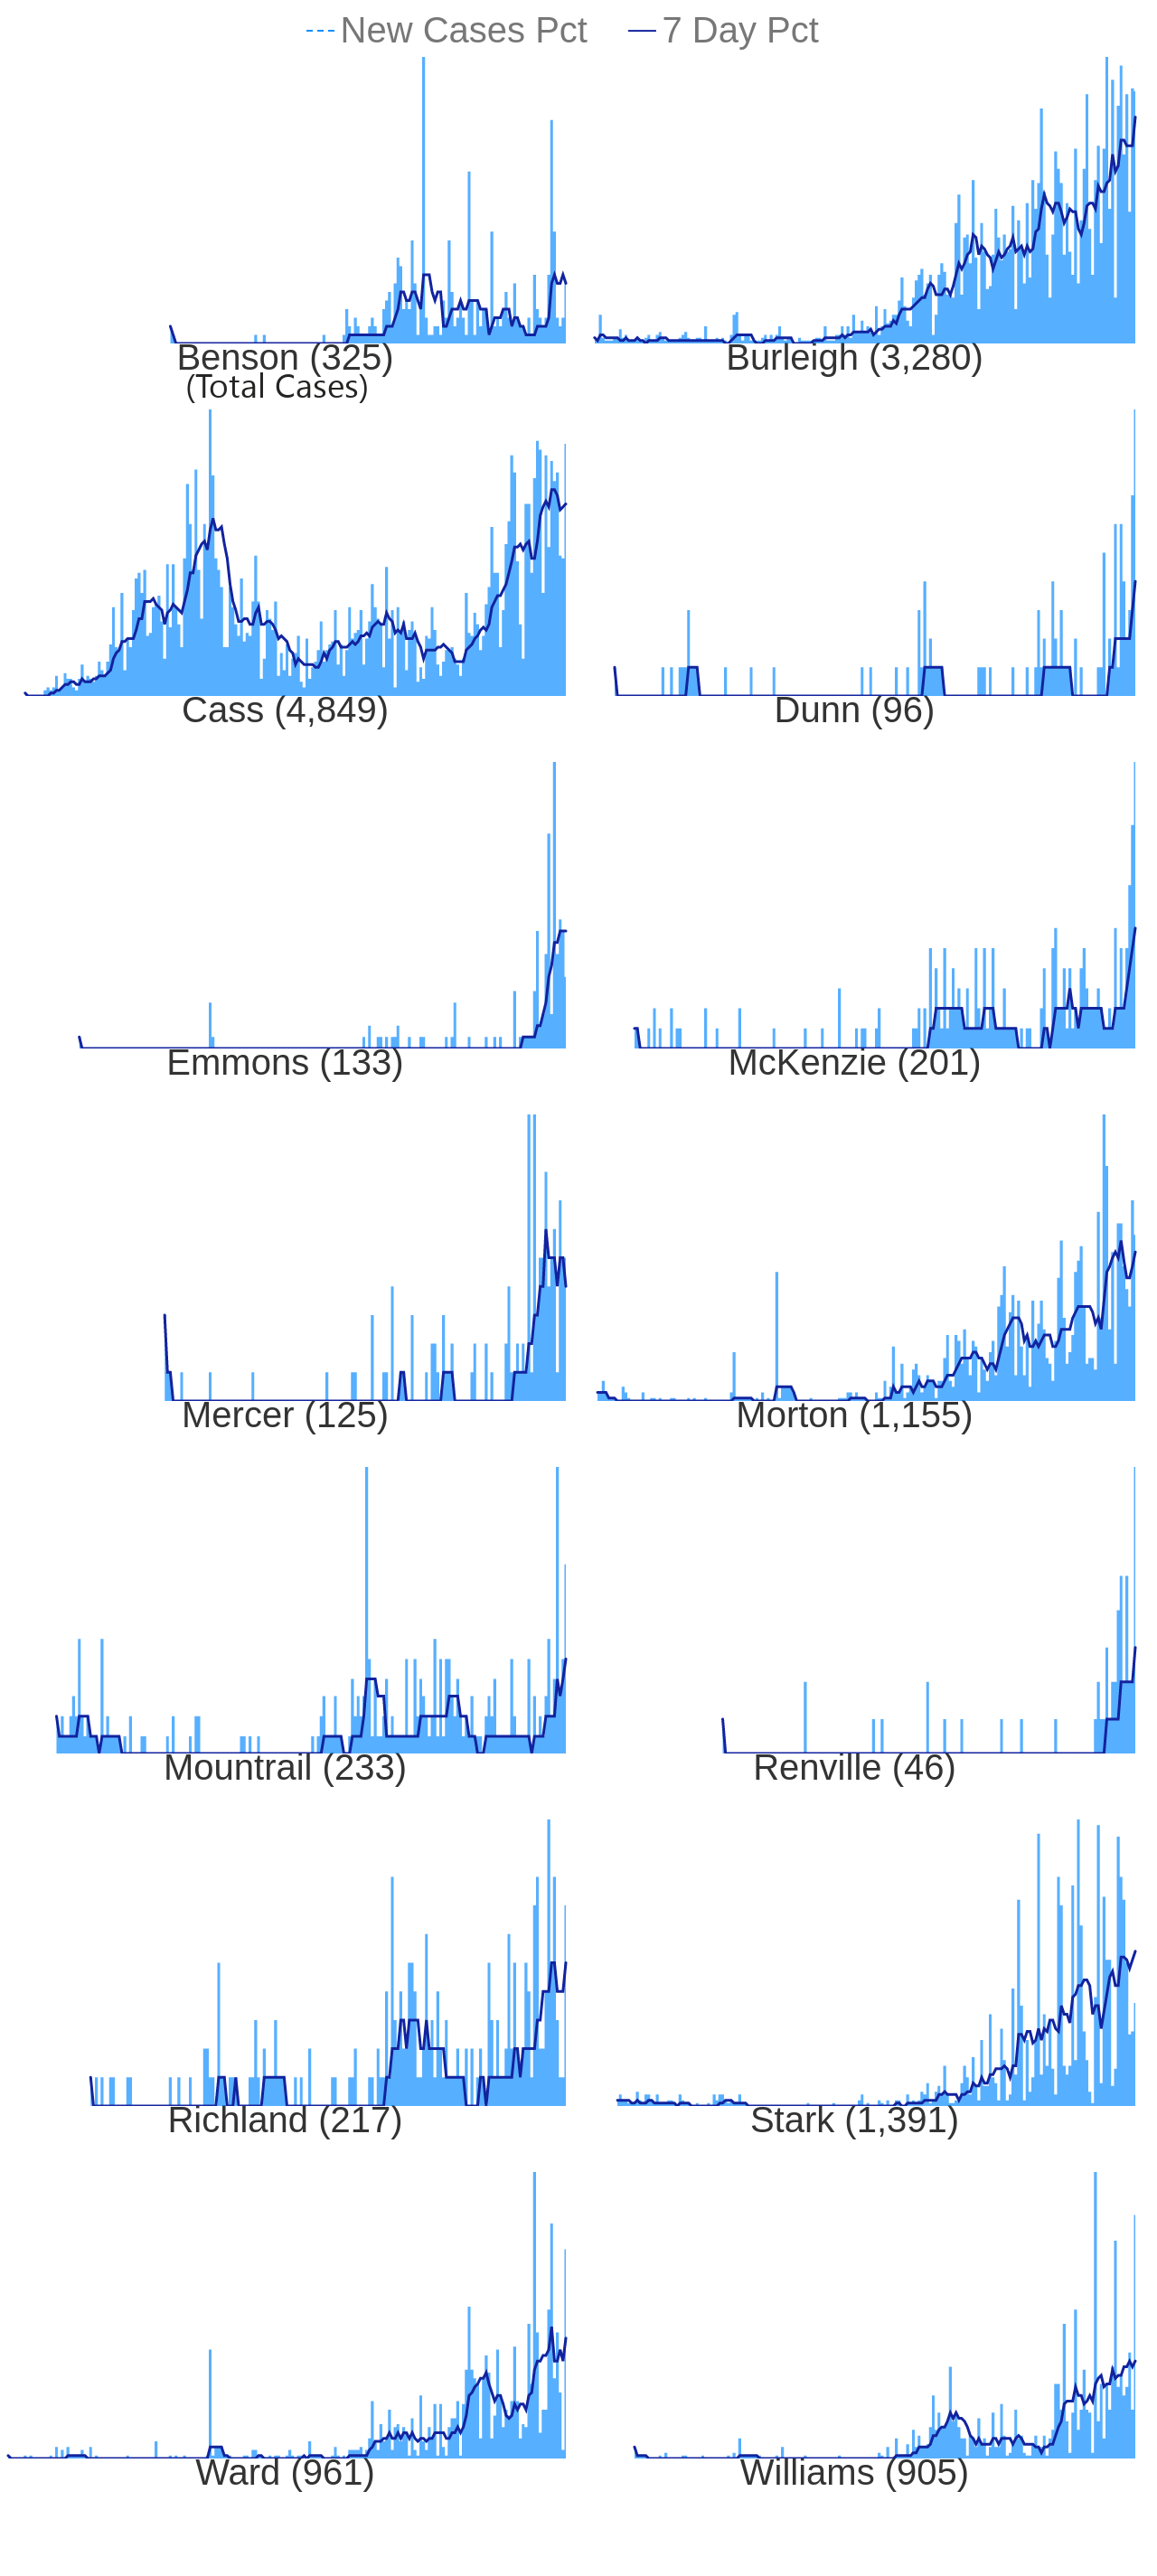 New Cases Pct 7 Day Pct
Benson (325) Burleigh (3,280)
(Total Cases)
Cass (4,849) Dunn (96)
Emmons (133) McKenzie (201)
Mercer (125) Morton (1,155)
Mountrail (233) Renville (46)
Richland (217) Stark (1,391)
Ward (961) Williams (905)